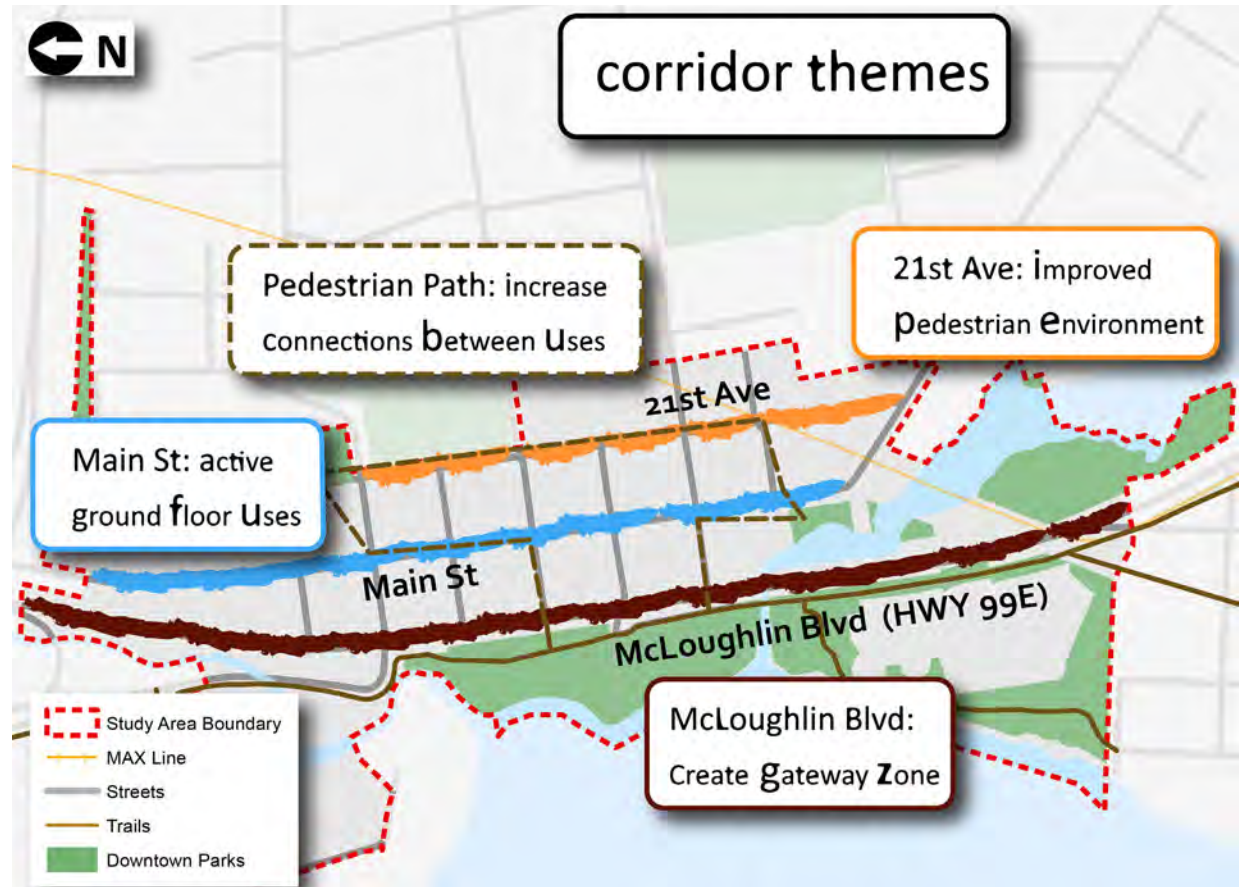 N
corridor themes
Pedestrian Path: increase
connections between uses
21st Ave: improved
pedestrian environment
21st Ave
Main St: active
ground floor uses
Main St
McLoughlin Blvd (HWY 99E)
McLoughlin Blvd:
Create gateway zone
Study Area Boundary
MAX Line
Streets
Trails
Downtown Parks